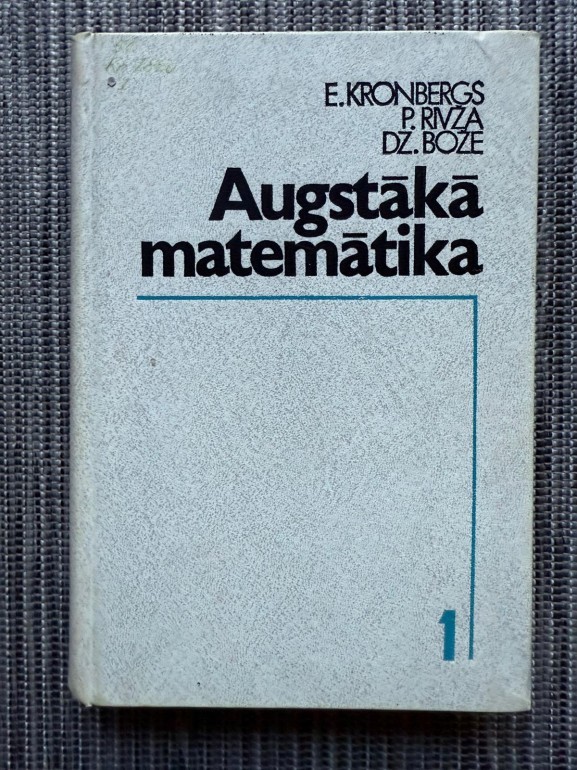 E.KRONBERGS
P. RIVŽA
DZ. BOŽE
Augstākā
matemātika
1